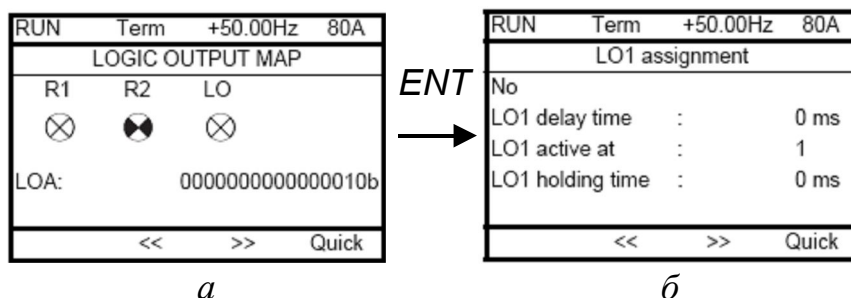 RUN Term +50.00Hz 80A
LOGIC OUTPUT MAP
R1 R2 LO
LOA: 0000000000000010b
<< >> Quick
ENT
RUN Term +50.00Hz 80A
LO1 assignment
No
LO1 delay time : 0 ms
LO1 active at : 1
LO1 holding time : 0 ms
<< >> Quick
а
б